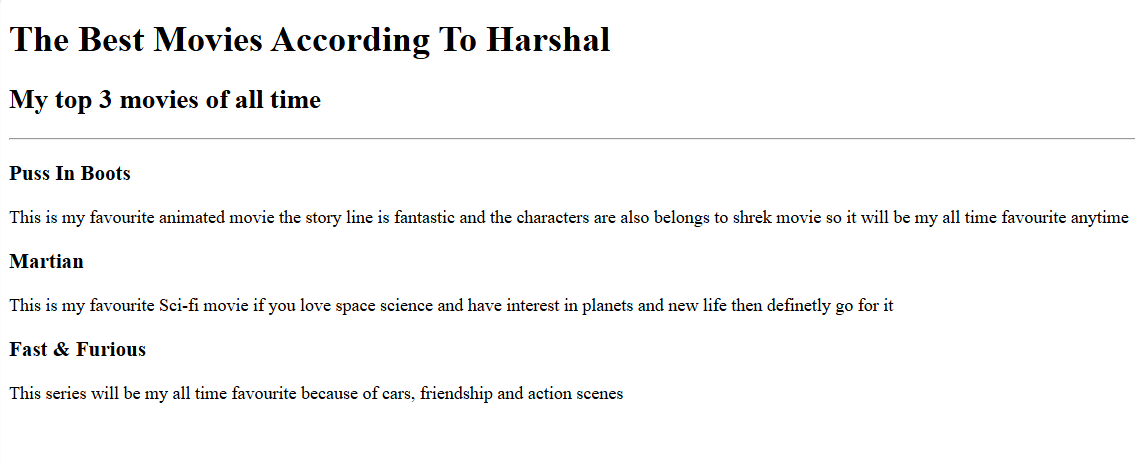 The Best Movies According To Harshal
My top 3 movies of all time
Puss In Boots
This is my favourite animated movie the story line is fantastic and the characters are also belongs to shrek movie so it will be my all time favourite anytime
Martian
This is my favourite Sci-fi movie if you love space science and have interest in planets and new life then definetly go for it
Fast & Furious
This series will be my all time favourite because of cars, friendship and action scenes